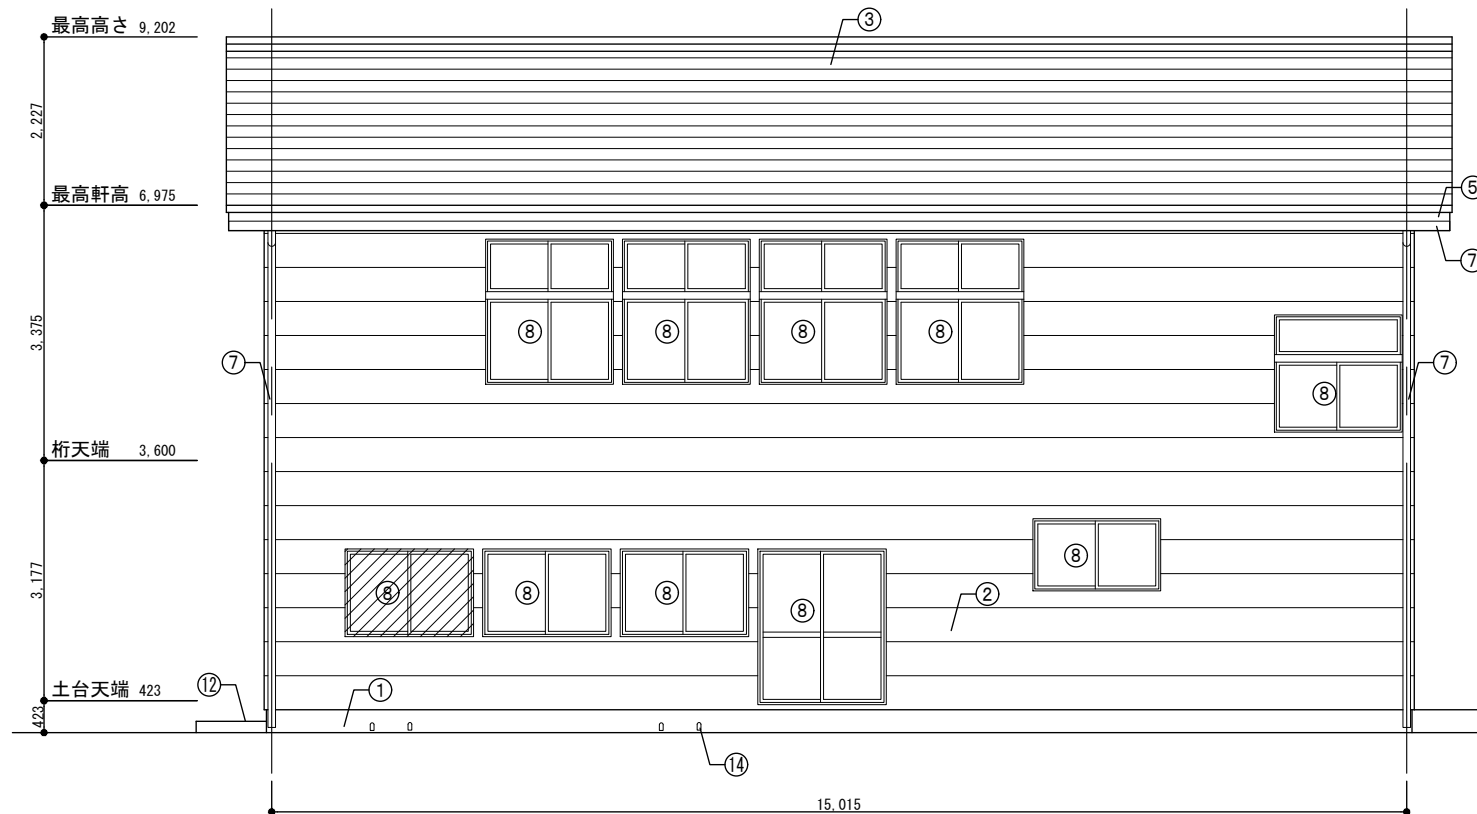 最高高さ 9,202
③
2,227
最高軒高 6,975
⑤
⑦
⑧ ⑧ ⑧ ⑧
3,375
⑦
⑦
⑧
桁天端 3,600
⑧
3,177
⑧ ⑧ ⑧ ⑧
②
土台天端 423
⑫
①
423
⑭
15,015